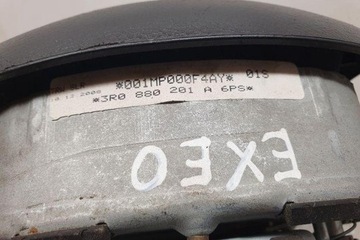 *001MP000F4AY* 01S
*3R0 880 201 A 6PS*
EXEO